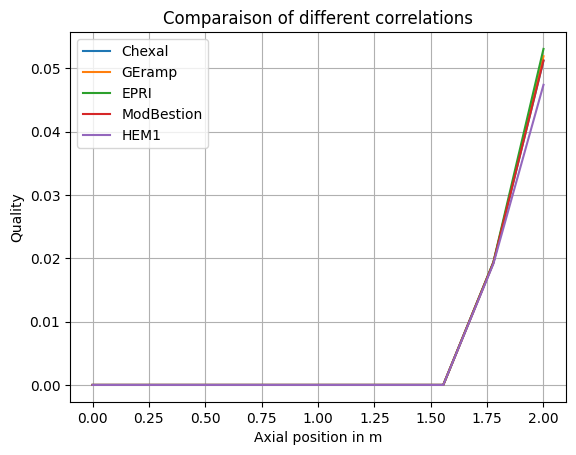 Comparaison of different correlations
Chexal
GEramp
EPRI
ModBestion
HEM1
Quality
0.05
0.04
0.03
0.02
0.01
0.00
0.00 0.25 0.50 0.75 1.00 1.25 1.50 1.75 2.00
Axial position in m